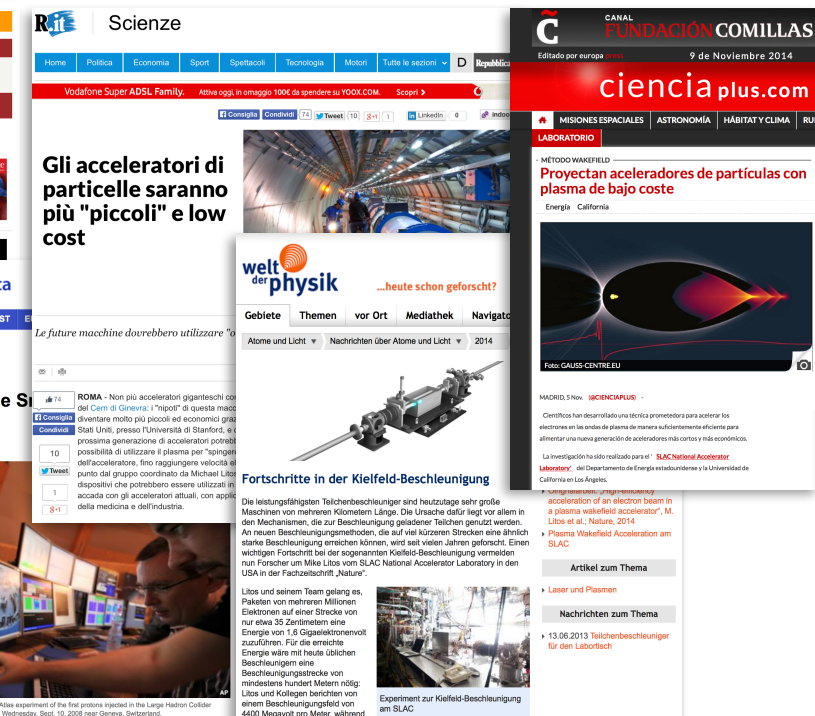 R.it Scienze
Home Politica Economia Sport Spettacoli Tecnologia Motori Tutte le sezioni D Repubblica
Vodafone Super ADSL Family. Attiva oggi, in omaggio 100€ da spendere su YOOX.COM. Scopri >
Consiglia Condividi 74 Tweet 10 g+1 1 LinkedIn 0
Gli acceleratori di
particelle saranno
più "piccoli" e low
cost
Le future macchine dovrebbero utilizzare "o
74
Consiglia
Condividi
10
Tweet
1
g+1
ROMA - Non più acceleratori giganteschi co
del Cern di Ginevra: i "nipoti" di questa mac
diventare molto più piccoli ed economici graz
Stati Uniti, presso l'Università di Stanford, e
prossima generazione di acceleratori potreb
possibilità di utilizzare il plasma per "spinger
dell'acceleratore, fino raggiungere velocità e
punto dal gruppo coordinato da Michael Lito
dispositivi che potrebbero essere utilizzati in
accada con gli acceleratori attuali, con applic
della medicina e dell'industria.
ta
ST E
e S
AP
Atlas experiment of the first protons injected in the Large Hadron Collider
Wednesday, Sept. 10, 2008 near Geneva, Switzerland.
welt
der physik
...heute schon geforscht?
Gebiete Themen vor Ort Mediathek Navigato
Atome und Licht Nachrichten über Atome und Licht 2014
Fortschritte in der Kielfeld-Beschleunigung
Die leistungsfähigsten Teilchenbeschleuniger sind heutzutage sehr große
Maschinen von mehreren Kilometern Länge. Die Ursache dafür liegt vor allem in
den Mechanismen, die zur Beschleunigung geladener Teilchen genutzt werden.
An neuen Beschleunigungsmethoden, die auf viel kürzeren Strecken eine ähnlich
starke Beschleunigung erreichen können, wird seit vielen Jahren geforscht. Einen
wichtigen Fortschritt bei der sogenannten Kielfeld-Beschleunigung vermelden
nun Forscher um Mike Litos vom SLAC National Accelerator Laboratory in den
USA in der Fachzeitschrift „Nature“.
Litos und seinem Team gelang es,
Paketen von mehreren Millionen
Elektronen auf einer Strecke von
nur etwa 35 Zentimetern eine
Energie von 1,6 Gigaelektronenvolt
zuzuführen. Für die erreichte
Energie wäre mit heute üblichen
Beschleunigern eine
Beschleunigungsstrecke von
mindestens hundert Metern nötig:
Litos und Kollegen berichten von
einem Beschleunigungsfeld von
4400 Megavolt pro Meter, während
Experiment zur Kielfeld-Beschleunigung
am SLAC
Originalarbeit: „High-efficiency
acceleration of an electron beam in
a plasma wakefield accelerator“, M.
Litos et al.; Nature, 2014
Plasma Wakefield Acceleration am
SLAC
Artikel zum Thema
Laser und Plasmen
Nachrichten zum Thema
13.06.2013 Teilchenbeschleuniger
für den Labortisch
CANAL
FUNDACIÓN COMILLAS
Editado por europa press 9 de Noviembre 2014
ciencia plus.com
MISIONES ESPACIALES ASTRONOMÍA HÁBITAT Y CLIMA RU
LABORATORIO
MÉTODO WAKEFIELD
Proyectan aceleradores de partículas con
plasma de bajo coste
Energía California
Foto: GAUSS-CENTRE.EU
MADRID, 5 Nov. (@CIENCIAPLUS) -
Científicos han desarrollado una técnica prometedora para acelerar los
electrones en las ondas de plasma de manera suficientemente eficiente para
alimentar una nueva generación de aceleradores más cortos y más económicos.
La investigación ha sido realizado para el ' SLAC National Accelerator
Laboratory' del Departamento de Energía estadounidense y la Universidad de
California en Los Ángeles.